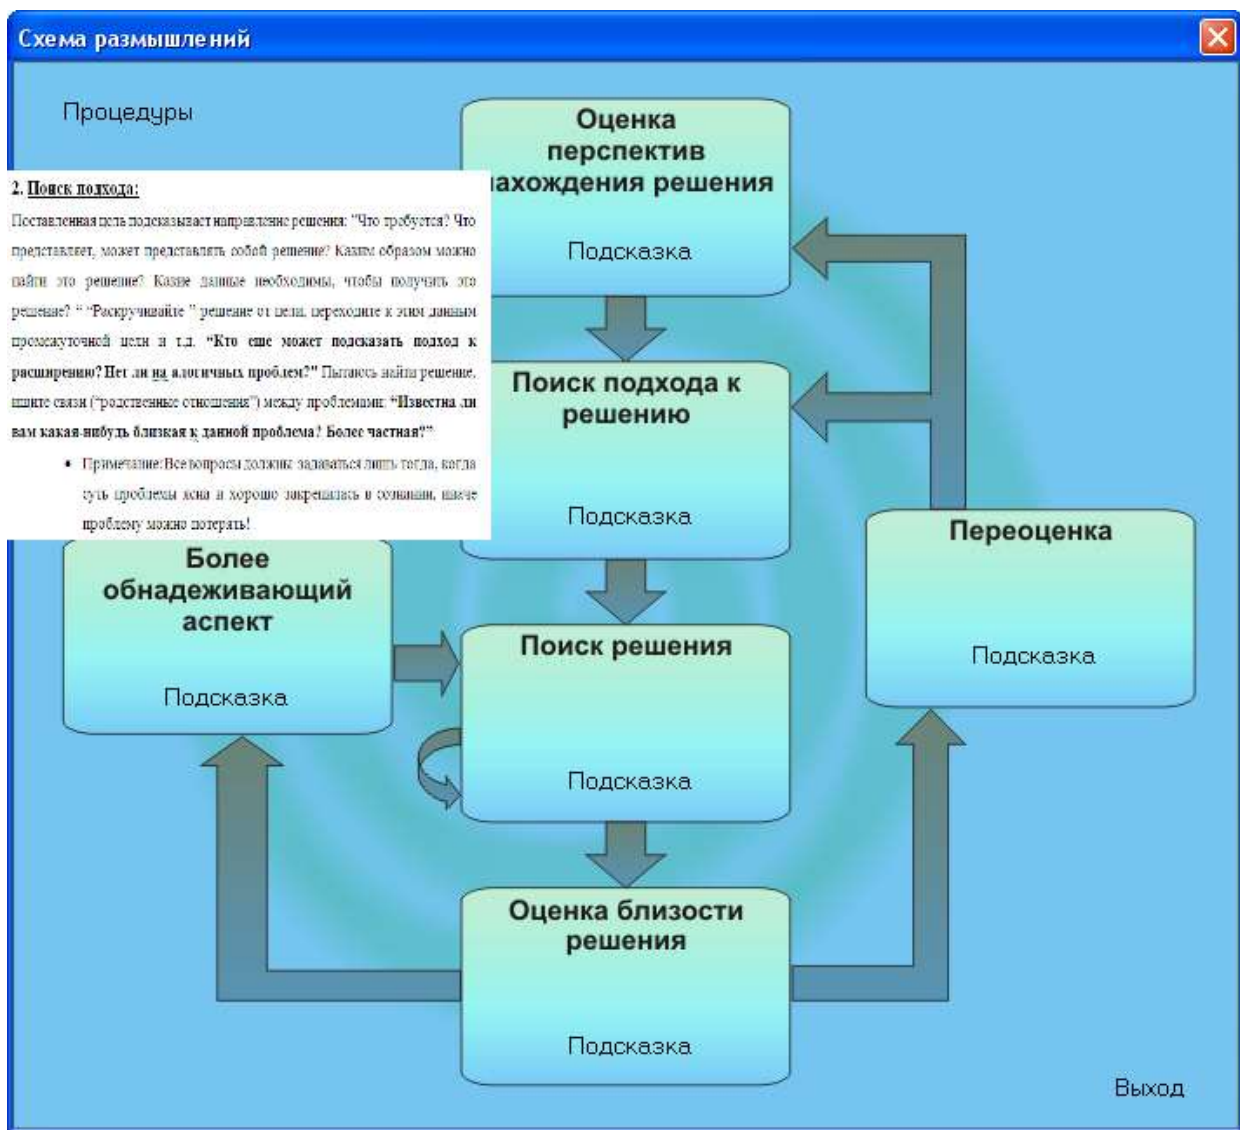 Схема размышлений
Процедуры
Оценка
перспектив
нахождения решения
Подсказка
2. Поиск подхода:
Поставленная цель подсказывает направление решения: "Что требуется? Что
представляет, может представлять собой решение? Каким образом можно
найти это решение? Какие данные необходимы, чтобы получить это
решение? " "Раскручивайте " решение от цели, переходите к этим данным
промежуточной цели и т.д. "Кто еще может подсказать подход к
расширению? Нет ли на алогичных проблем?" Пытаясь найти решение,
ищите связи ("родственные отношения") между проблемами: "Известна ли
вам какая-нибудь близкая к данной проблема? Более частная?"
• Примечание: Все вопросы должны задаваться лишь тогда, когда
суть проблемы ясна и хорошо закрепилась в сознании, иначе
проблему можно потерять!
Поиск подхода к
решению
Подсказка
Переоценка
Подсказка
Более
обнадеживающий
аспект
Подсказка
Поиск решения
Подсказка
Оценка близости
решения
Подсказка
Выход